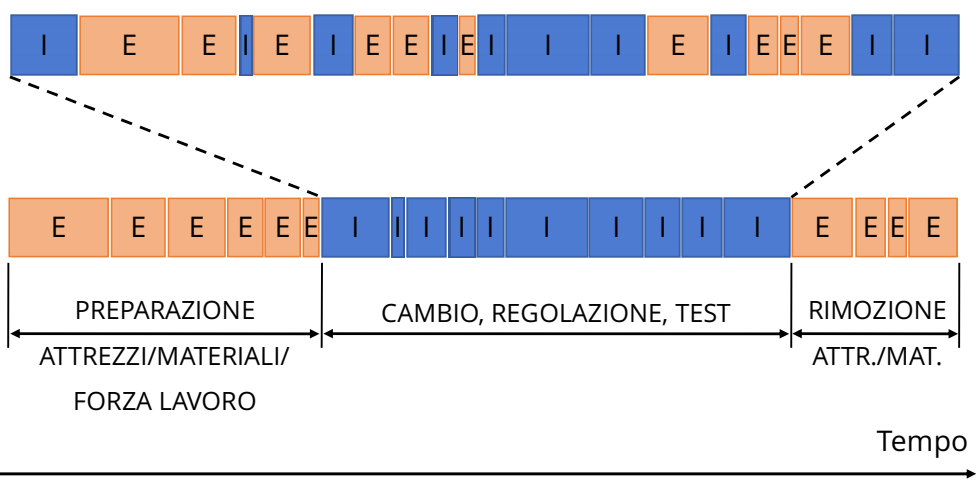 I E E I E I E E I E I I I E I E E E I I
E E E E E E I I I I I I I I I I E E E E
PREPARAZIONE CAMBIO, REGOLAZIONE, TEST RIMOZIONE
ATTREZZI/MATERIALI/ ATTR./MAT.
FORZA LAVORO
Tempo